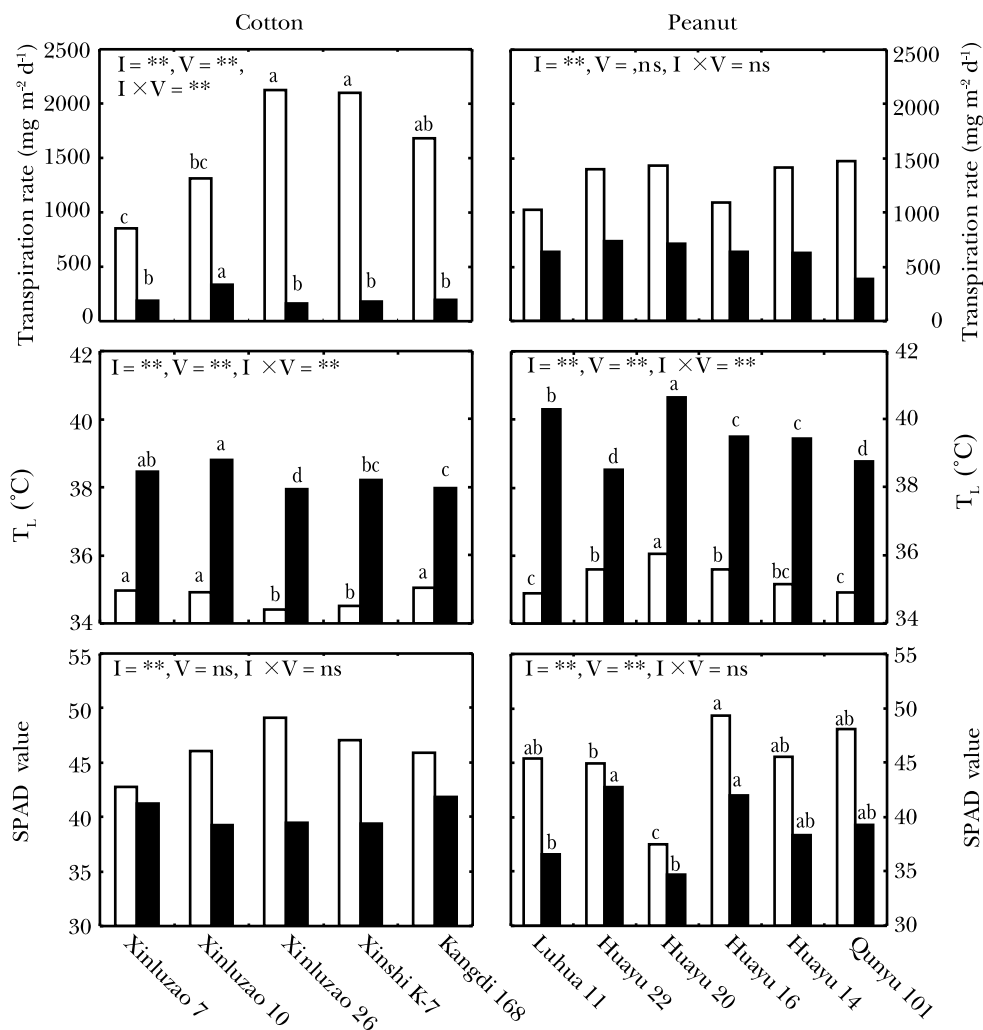 Cotton
Peanut
Transpiration rate (mg m-2 d-1)
2500
2000
1500
1000
500
0
I = **, V = **,
I ×V = **
c
b
bc
a
a
b
a
b
ab
b
I = **, V = ,ns, I ×V = ns
2500
2000
1500
1000
500
0
Transpiration rate (mg m-2 d-1)
TL (°C)
42
40
38
36
34
I = **, V = **, I ×V = **
a
ab
a
a
b
d
b
bc
a
c
I = **, V = **, I ×V = **
c
b
b
d
a
a
b
c
bc
c
c
d
42
40
38
36
34
TL (°C)
SPAD value
55
50
45
40
35
30
I = **, V = ns, I ×V = ns
I = **, V = **, I ×V = ns
ab
b
b
a
c
b
a
a
ab
ab
ab
ab
55
50
45
40
35
30
SPAD value
Xinluzao 7
Xinluzao 10
Xinluzao 26
Xinshi K-7
Kangdi 168
Luhua 11
Huayu 22
Huayu 20
Huayu 16
Huayu 14
Qunyu 101